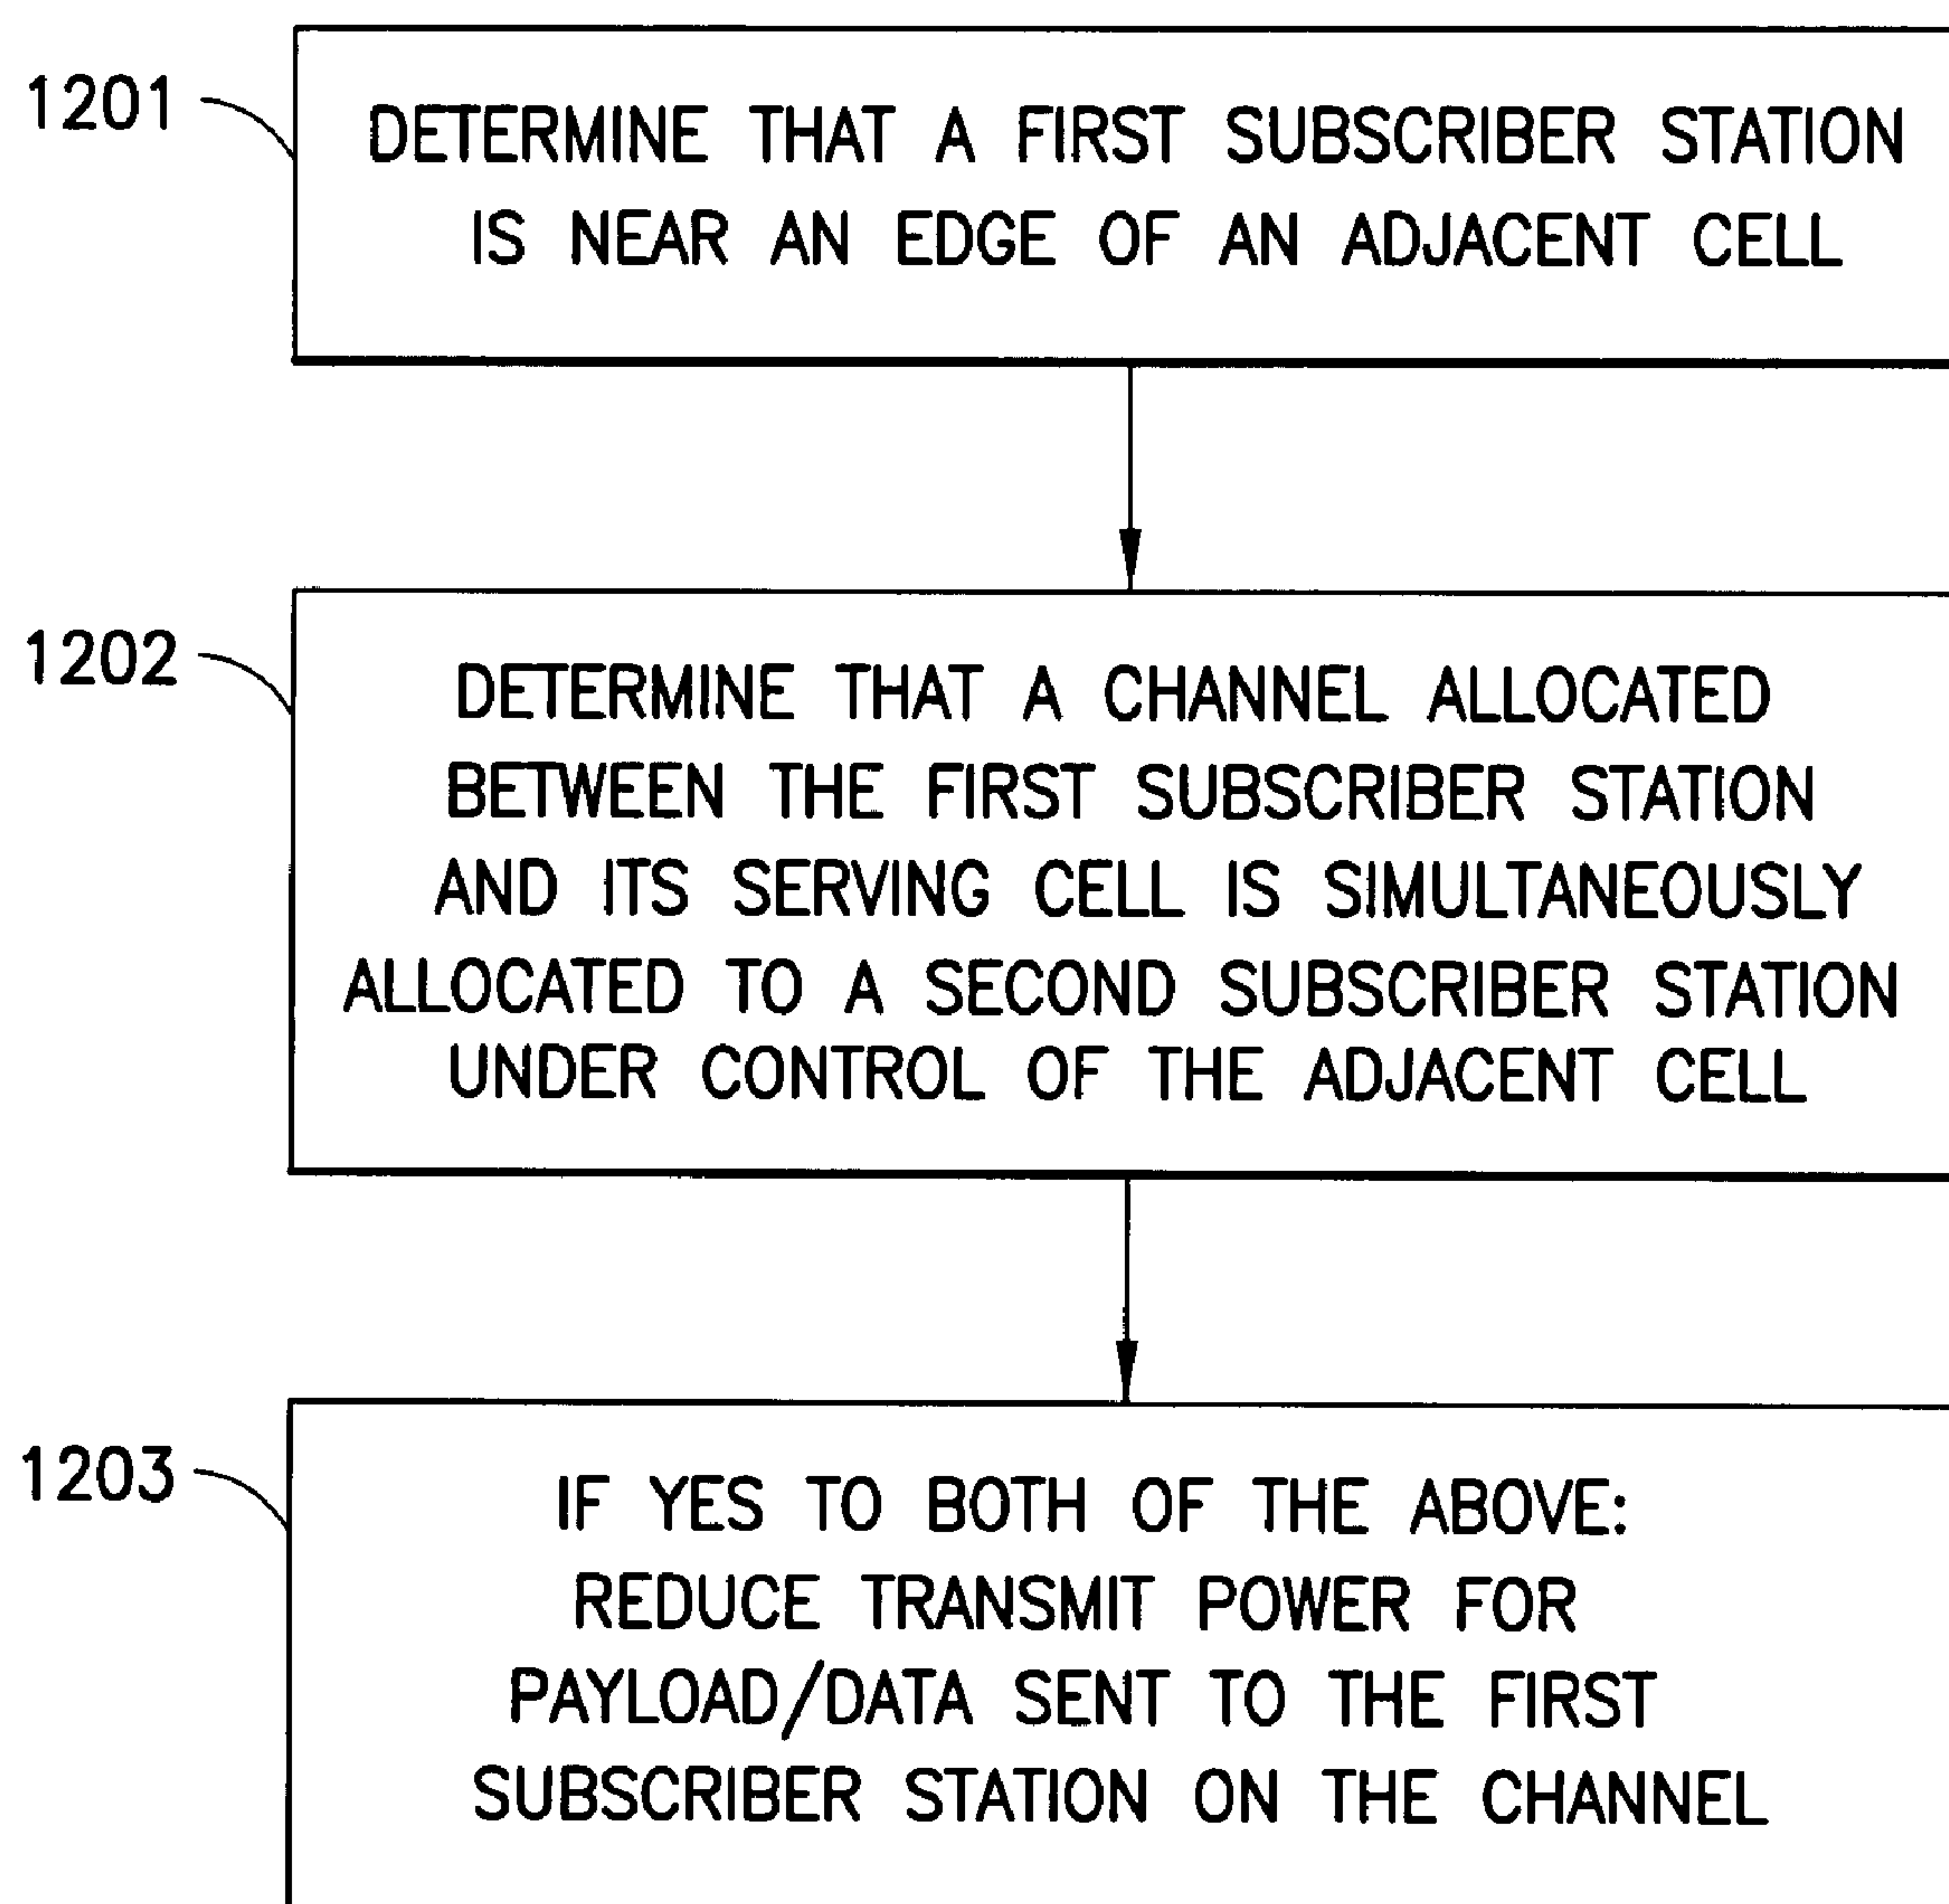 1201
DETERMINE THAT A FIRST SUBSCRIBER STATION
IS NEAR AN EDGE OF AN ADJACENT CELL
1202
DETERMINE THAT A CHANNEL ALLOCATED
BETWEEN THE FIRST SUBSCRIBER STATION
AND ITS SERVING CELL IS SIMULTANEOUSLY
ALLOCATED TO A SECOND SUBSCRIBER STATION
UNDER CONTROL OF THE ADJACENT CELL
1203
IF YES TO BOTH OF THE ABOVE:
REDUCE TRANSMIT POWER FOR
PAYLOAD/DATA SENT TO THE FIRST
SUBSCRIBER STATION ON THE CHANNEL